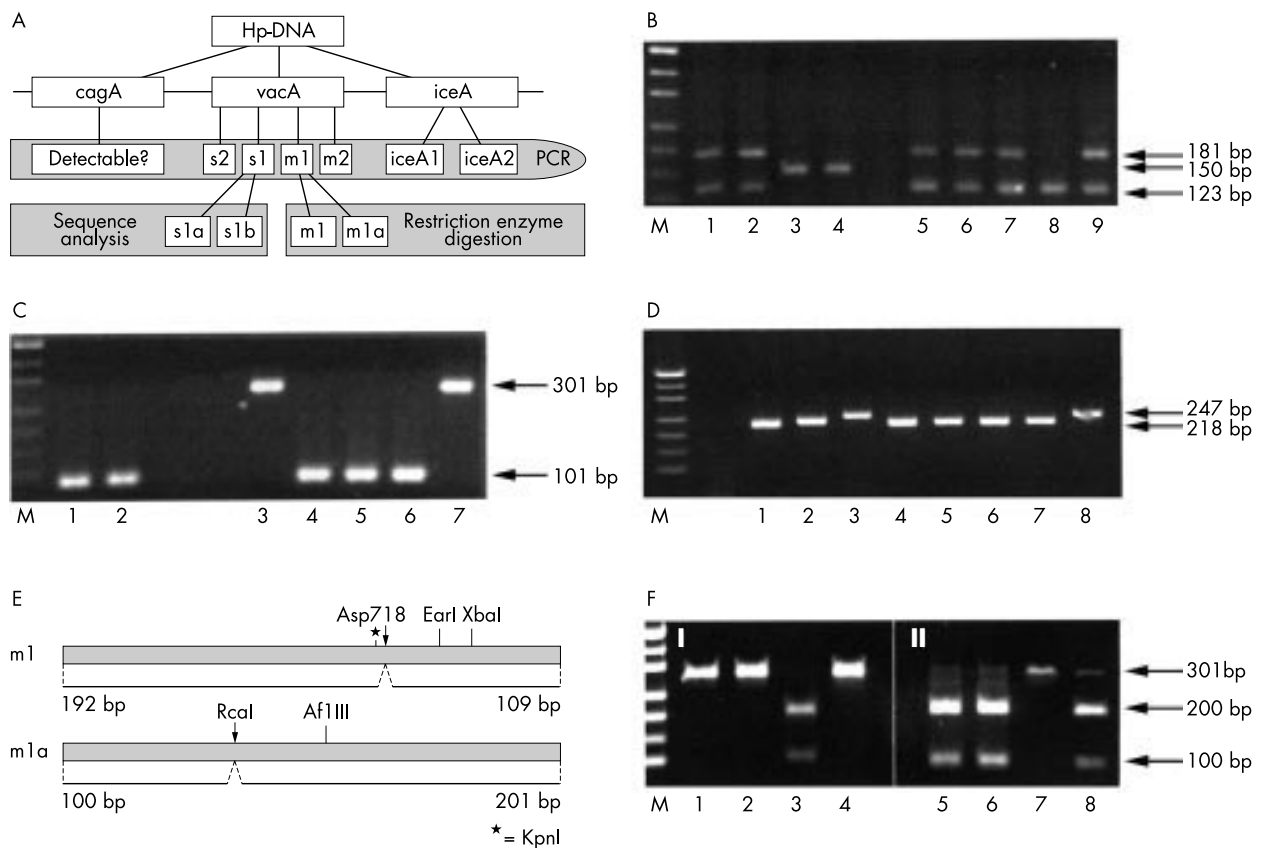 A
Hp-DNA
cagA vacA iceA
Detectable? s2 s1 m1 m2 iceA1 iceA2 PCR
Sequence analysis s1a s1b m1 m1a Restriction enzyme digestion
B
181 bp
150 bp
123 bp
M 1 2 3 4 5 6 7 8 9
C
301 bp
101 bp
M 1 2 3 4 5 6 7
D
247 bp
218 bp
M 1 2 3 4 5 6 7 8
E
Asp718 EarI XbaI
★
m1
192 bp 109 bp
RcaI Af1III
m1a
100 bp 201 bp
★ = KpnI
F
I II
301bp
200 bp
100 bp
M 1 2 3 4 5 6 7 8